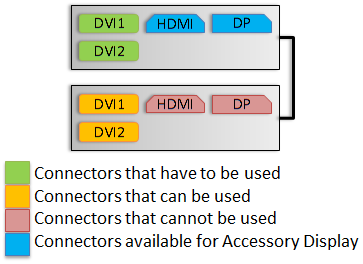 DVI1 HDMI DP
DVI2
DVI1 HDMI DP
DVI2
Connectors that have to be used
Connectors that can be used
Connectors that cannot be used
Connectors available for Accessory Display